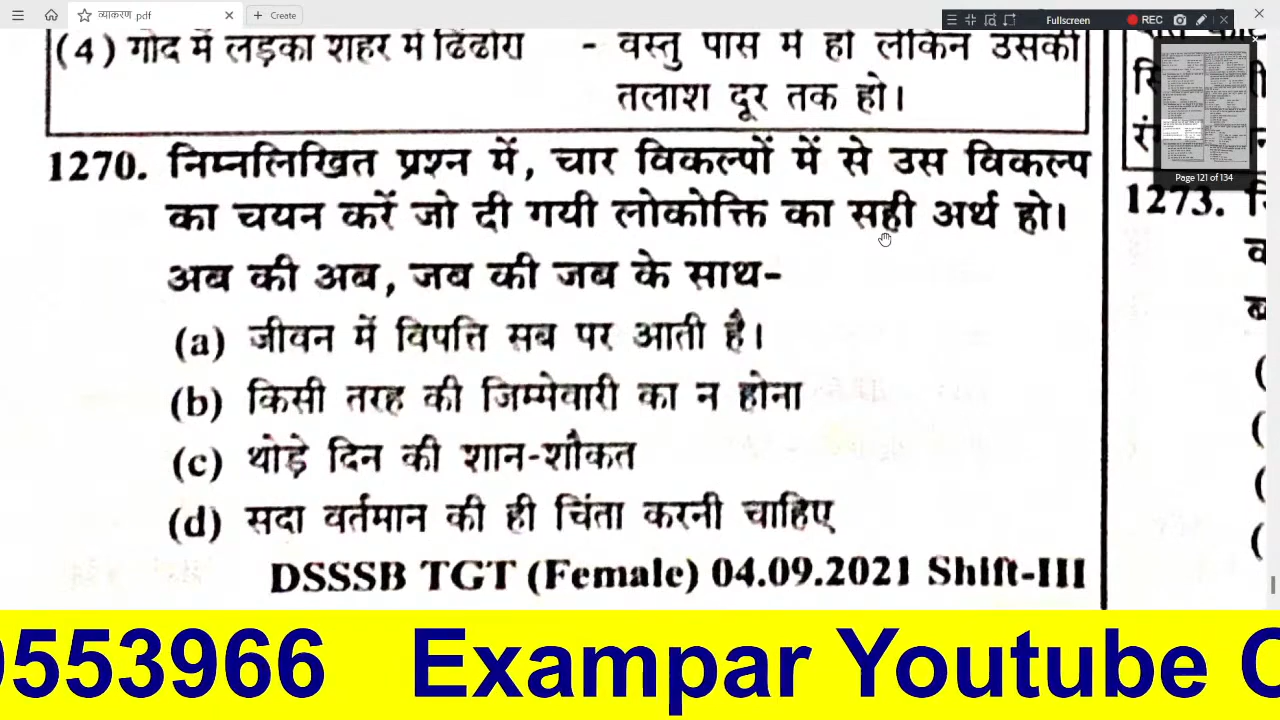 व्याकरण pdf
Create
Fullscreen
REC
(4) गोद में लड़का शहर में ढिंढोरा - वस्तु पास में हो लेकिन उसकी
तलाश दूर तक हो।
1270. निम्नलिखित प्रश्न में, चार विकल्पों में से उस विकल्प
का चयन करें जो दी गयी लोकोक्ति का सही अर्थ हो।
अब की अब, जब की जब के साथ-
(a) जीवन में विपत्ति सब पर आती है।
(b) किसी तरह की जिम्मेवारी का न होना
(c) थोड़े दिन की शान-शौकत
(d) सदा वर्तमान की ही चिंता करनी चाहिए
DSSSB TGT (Female) 04.09.2021 Shift-III
Page 121 of 134
1273.
553966 Exampar Youtube C